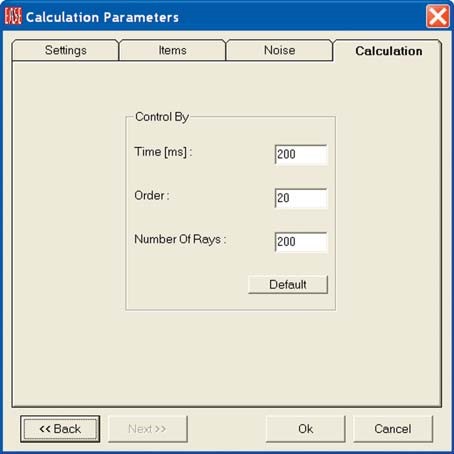 EASE Calculation Parameters
Settings Items Noise Calculation
Control By
Time [ms] : 200
Order : 20
Number Of Rays : 200
Default
<< Back Next >> Ok Cancel